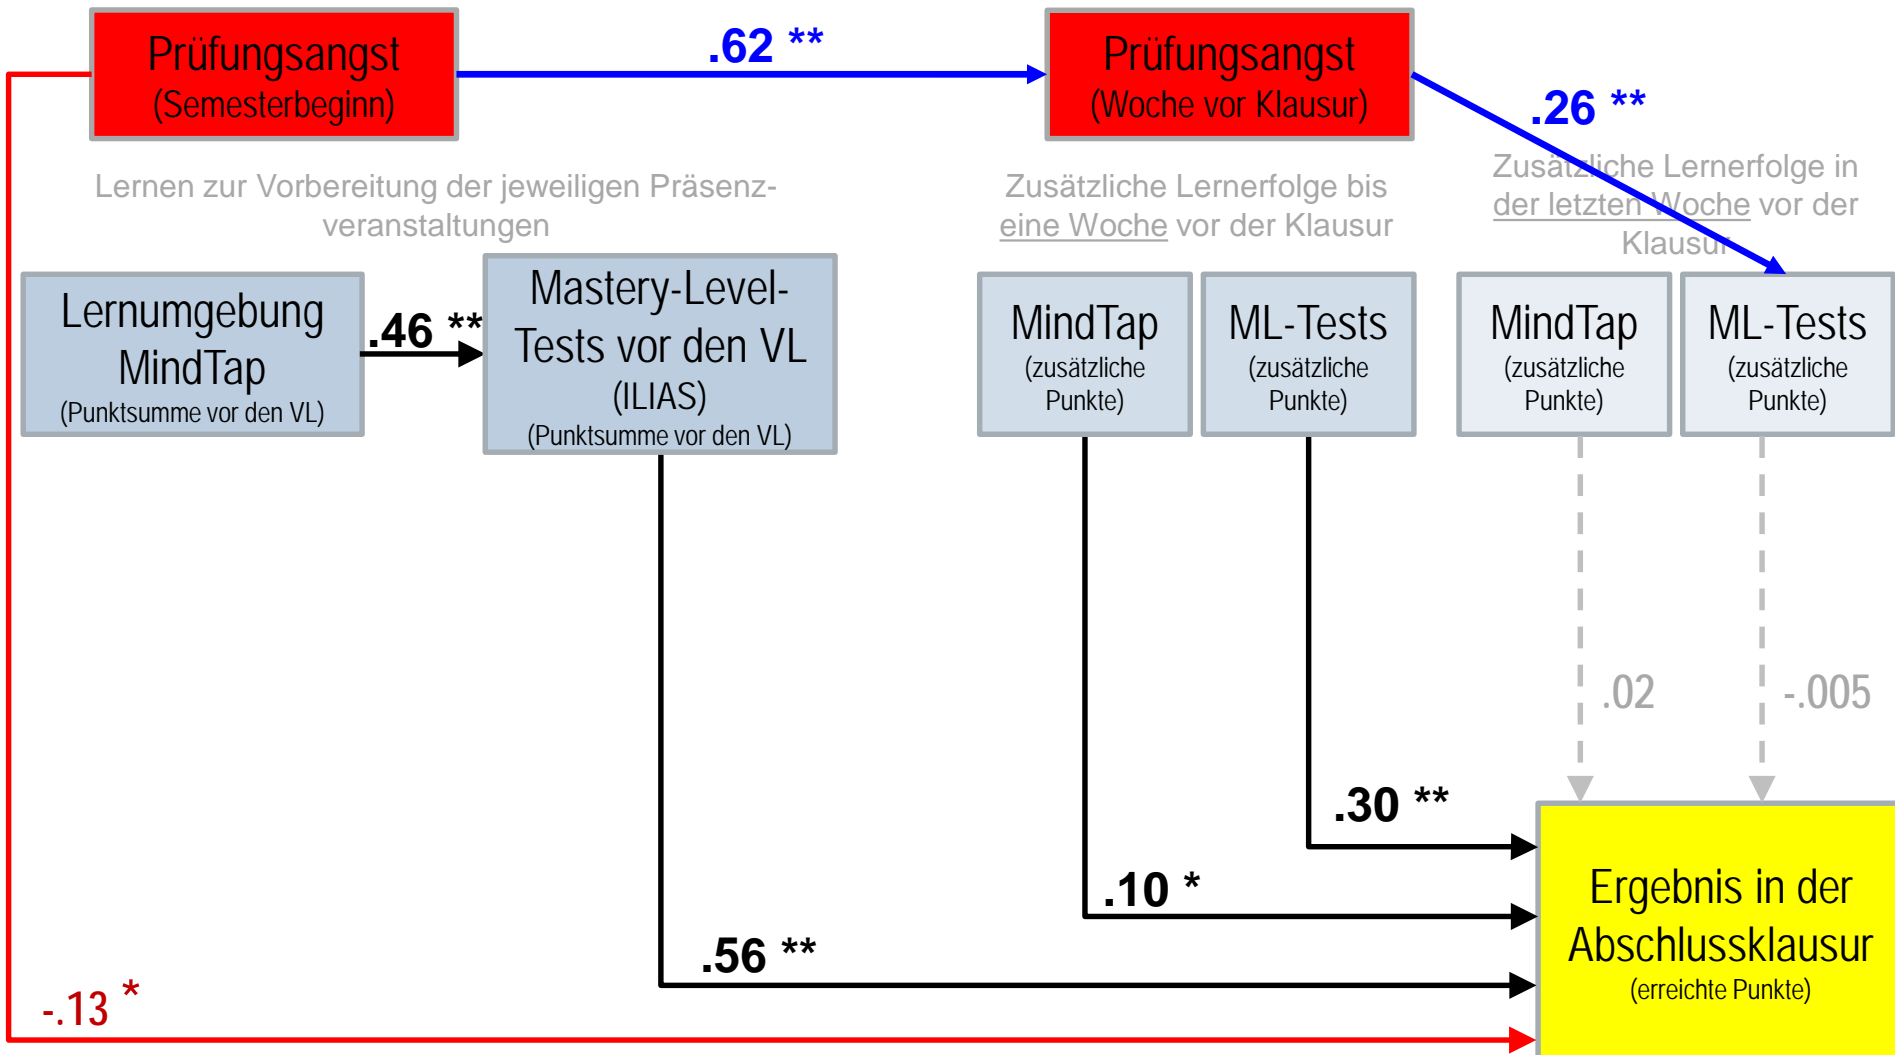 Prüfungsangst
(Semesterbeginn)
.62 **
Prüfungsangst
(Woche vor Klausur)
.26 **
Lernen zur Vorbereitung der jeweiligen Präsenz-
veranstaltungen
Zusätzliche Lernerfolge bis
eine Woche vor der Klausur
Zusätzliche Lernerfolge in
der letzten Woche vor der
Klausur
Lernumgebung
MindTap
(Punktsumme vor den VL)
.46 **
Mastery-Level-
Tests vor den VL
(ILIAS)
(Punktsumme vor den VL)
MindTap
(zusätzliche
Punkte)
ML-Tests
(zusätzliche
Punkte)
MindTap
(zusätzliche
Punkte)
ML-Tests
(zusätzliche
Punkte)
.02
-.005
.30 **
.10 *
.56 **
-.13 *
Ergebnis in der
Abschlussklausur
(erreichte Punkte)